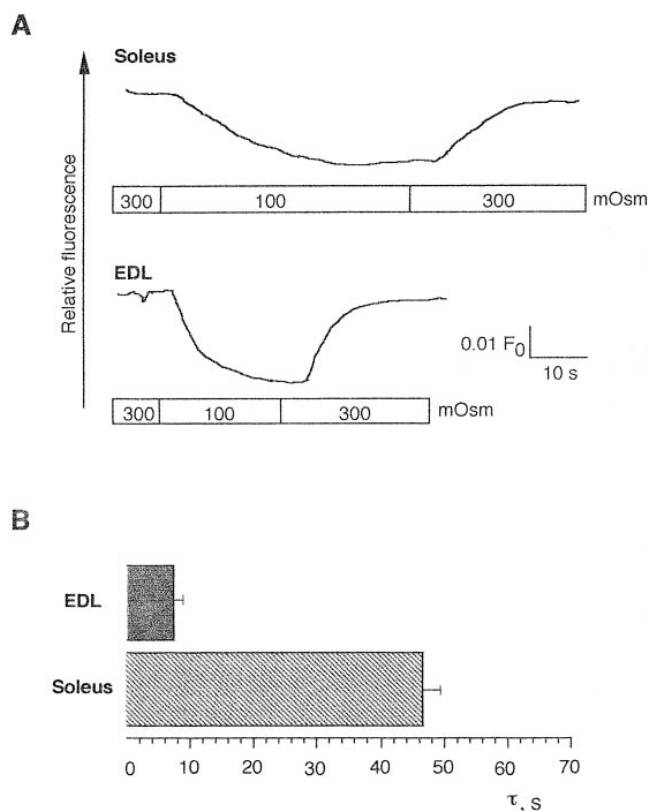 A
Relative fluorescence
Soleus
300 100 300 mOsm
EDL
0.01 F₀
10 s
300 100 300 mOsm
B
EDL
Soleus
0 10 20 30 40 50 60 70
τ, s